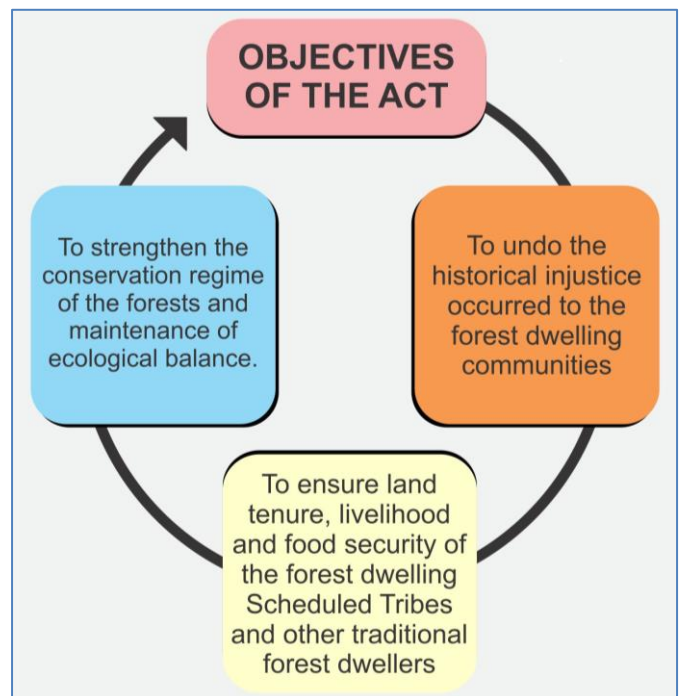 OBJECTIVES
OF THE ACT
To undo the
historical injustice
occurred to the
forest dwelling
communities
To ensure land
tenure, livelihood
and food security of
the forest dwelling
Scheduled Tribes
and other traditional
forest dwellers
To strengthen the
conservation regime
of the forests and
maintenance of
ecological balance.